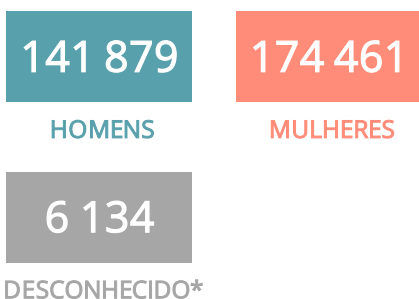 141 879
HOMENS
174 461
MULHERES
6 134
DESCONHECIDO*